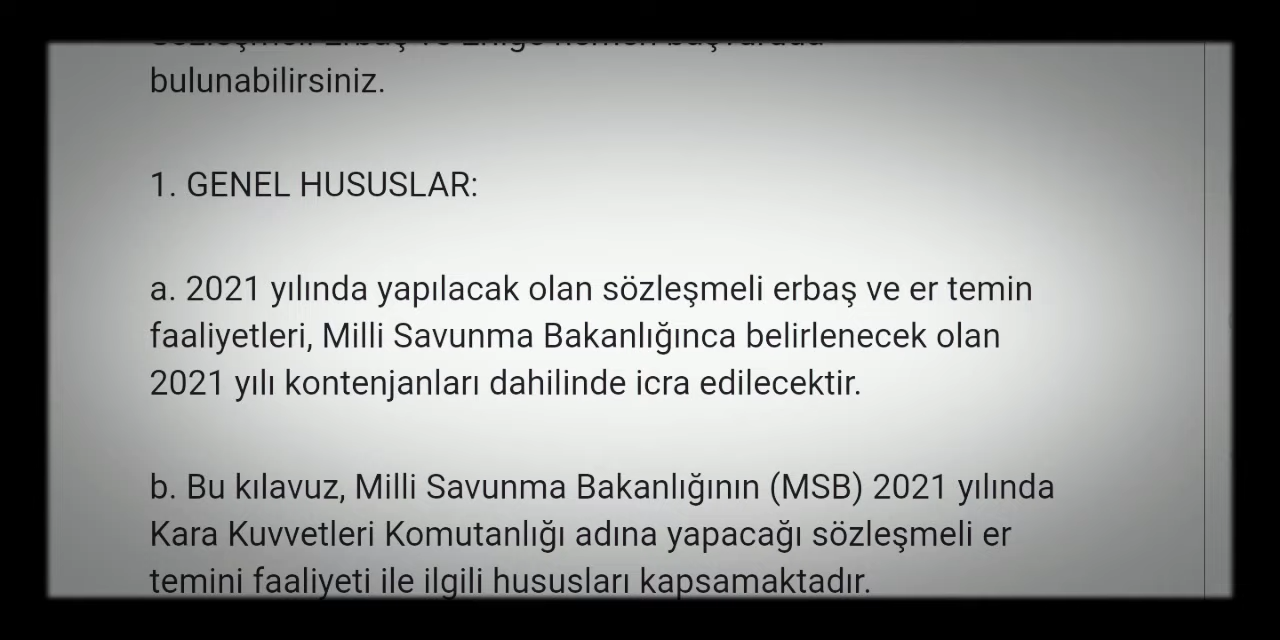 bulunabilirsiniz.
1. GENEL HUSUSLAR:
a. 2021 yılında yapılacak olan sözleşmeli erbaş ve er temin
faaliyetleri, Milli Savunma Bakanlığınca belirlenecek olan
2021 yılı kontenjanları dahilinde icra edilecektir.
b. Bu kılavuz, Milli Savunma Bakanlığının (MSB) 2021 yılında
Kara Kuvvetleri Komutanlığı adına yapacağı sözleşmeli er
temini faaliyeti ile ilgili hususları kapsamaktadır.